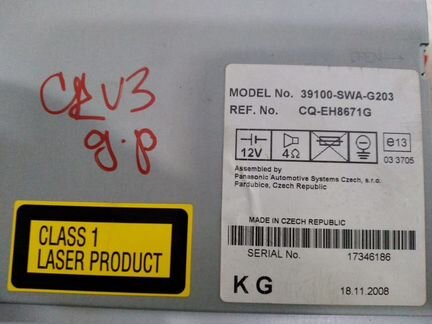 CRV3
g.p
MODEL No. 39100-SWA-G203
REF. No. CQ-EH8671G
12V
4Ω
e13
03 3705
Assembled by
Panasonic Automotive Systems Czech, s.r.o.
Pardubice, Czech Republic
MADE IN CZECH REPUBLIC
SERIAL No. 17346186
KG 18.11.2008
CLASS 1
LASER PRODUCT